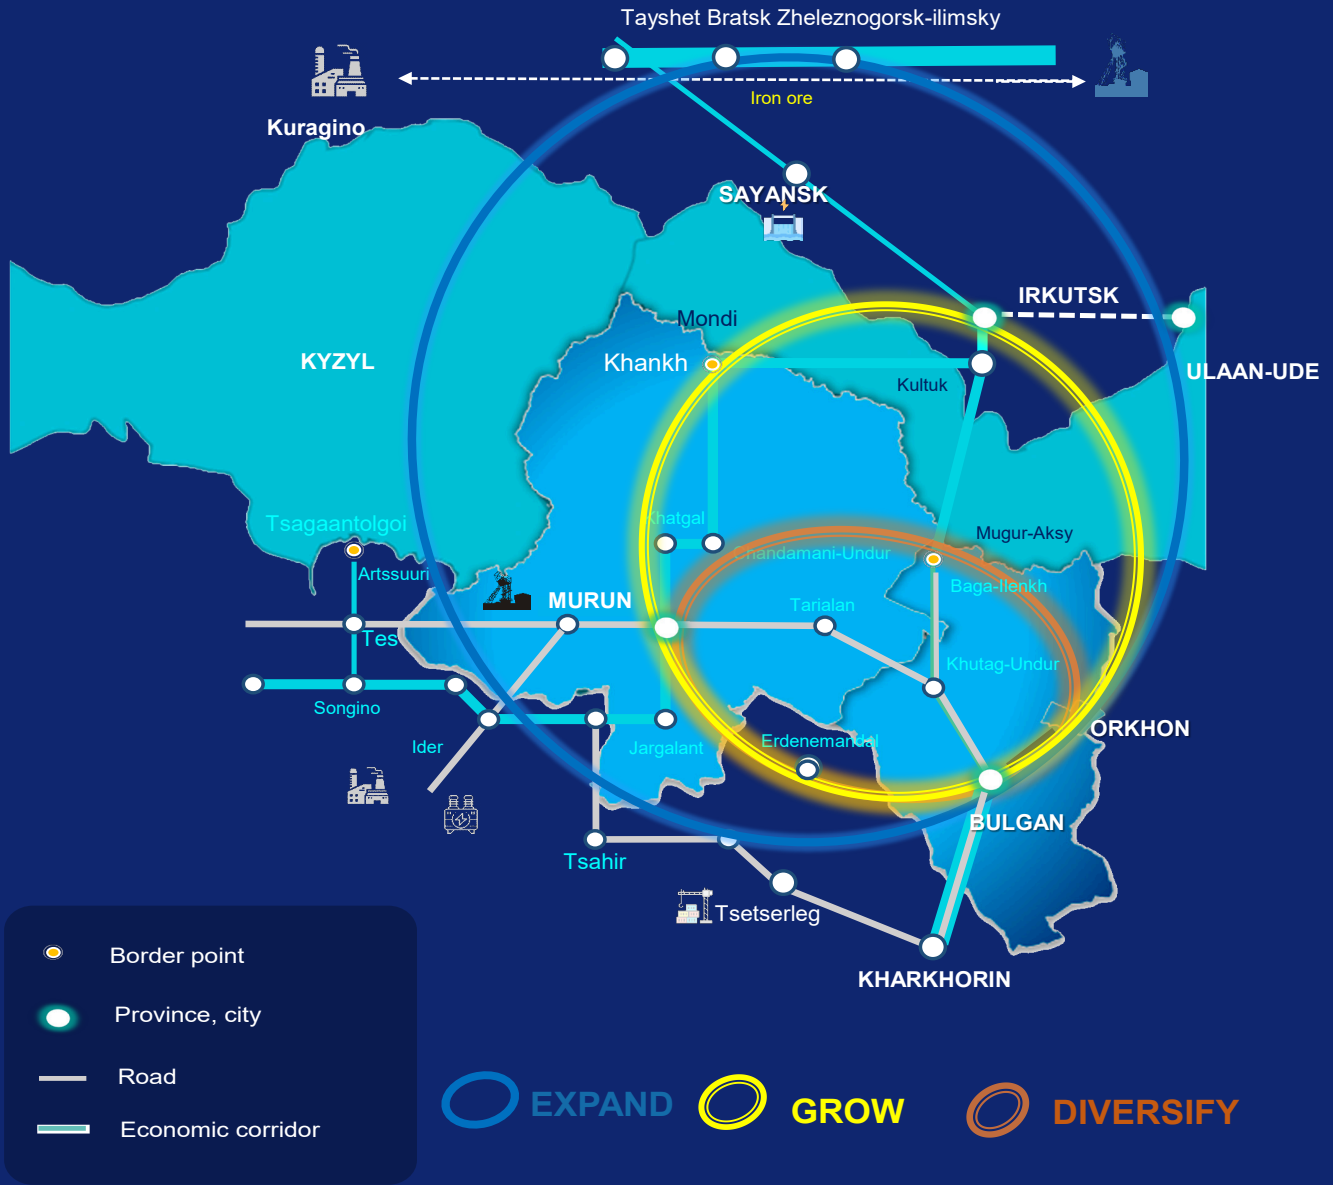 Tayshet Bratsk Zheleznogorsk-ilimsky
Iron ore
Kuragino
SAYANSK
IRKUTSK
Mondi
KYZYL
Khankh
ULAAN-UDE
Kultuk
Tsagaantolgoi
Khatgal
Mugur-Aksy
Chandamani-Undur
Artssuuri
Baga-Ilenkh
MURUN
Tarialan
Tes
Khutag-Undur
Songino
ORKHON
Ider
Jargalant
Erdenemandal
BULGAN
Tsahir
Tsetserleg
KHARKHORIN
Border point
Province, city
Road
Economic corridor
EXPAND
GROW
DIVERSIFY